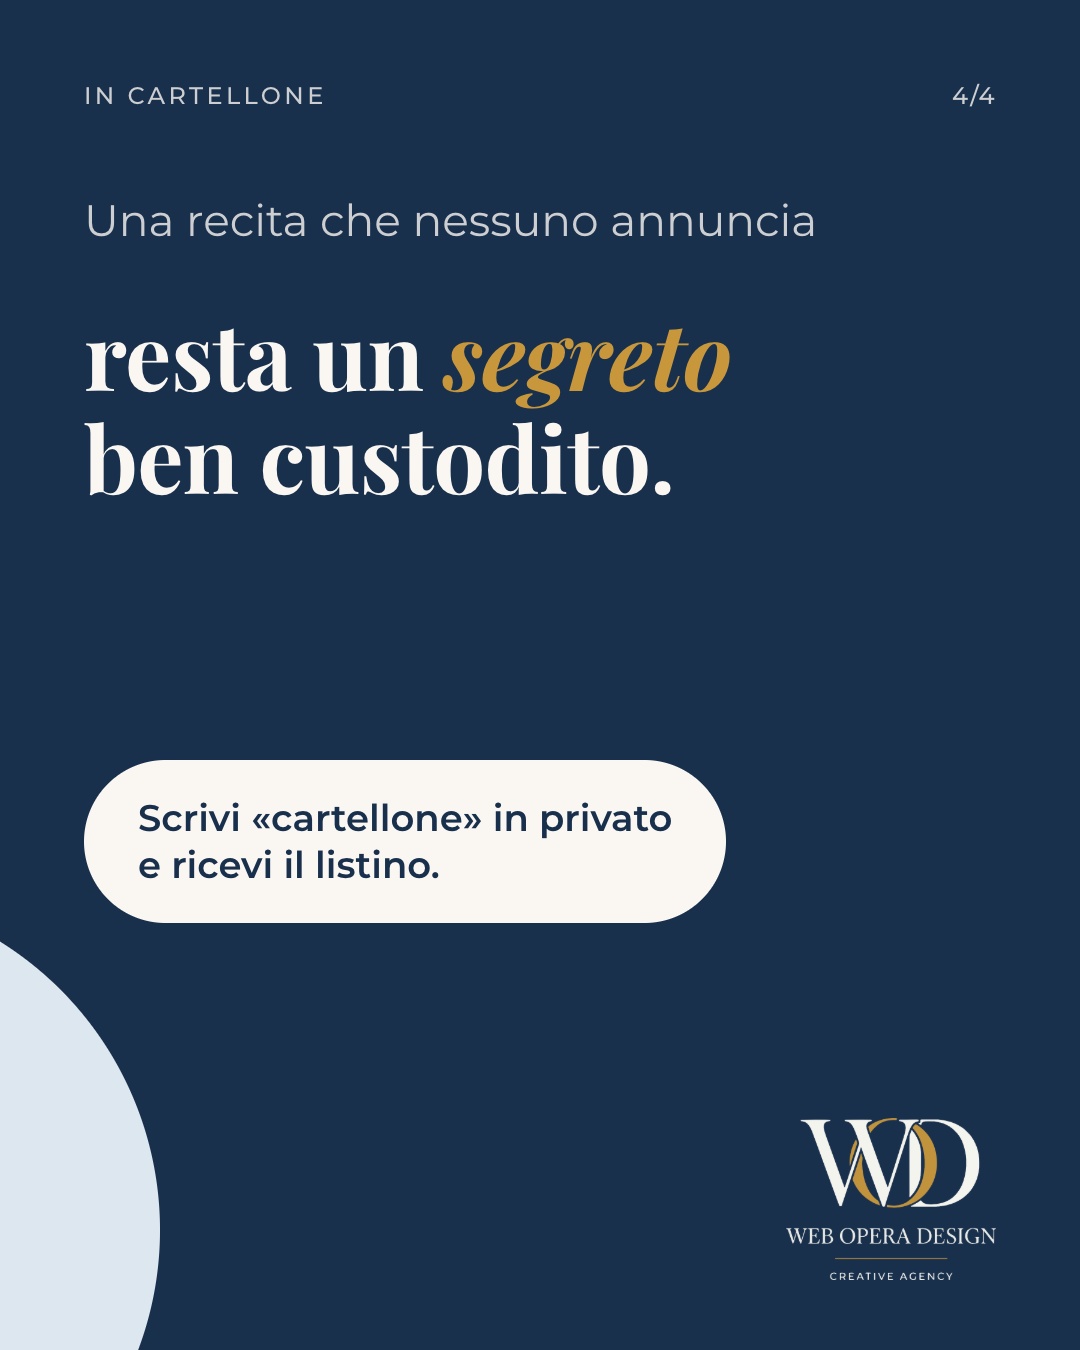 IN CARTELLONE
4/4
Una recita che nessuno annuncia
resta un segreto
ben custodito.
Scrivi «cartellone» in privato
e ricevi il listino.
WOD
WEB OPERA DESIGN
CREATIVE AGENCY